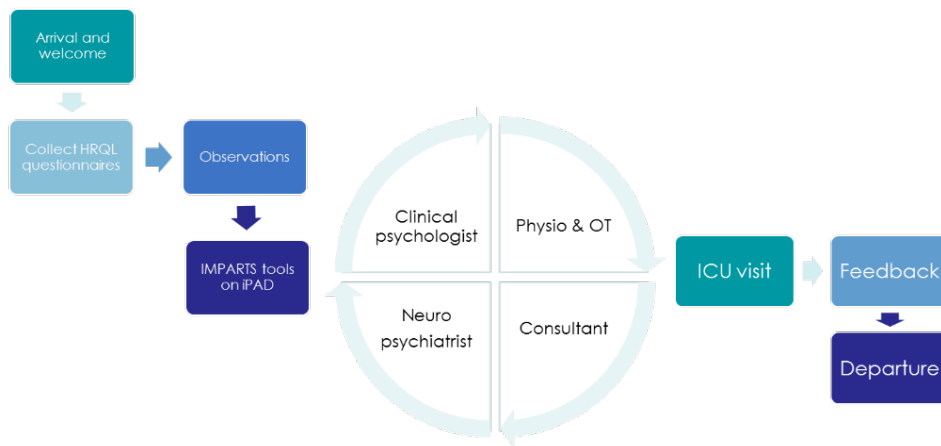 Arrival and
welcome
Collect HRQL
questionnaires
Observations
IMPARTS tools
on iPAD
Clinical
psychologist
Physio & OT
Neuro
psychiatrist
Consultant
ICU visit
Feedback
Departure